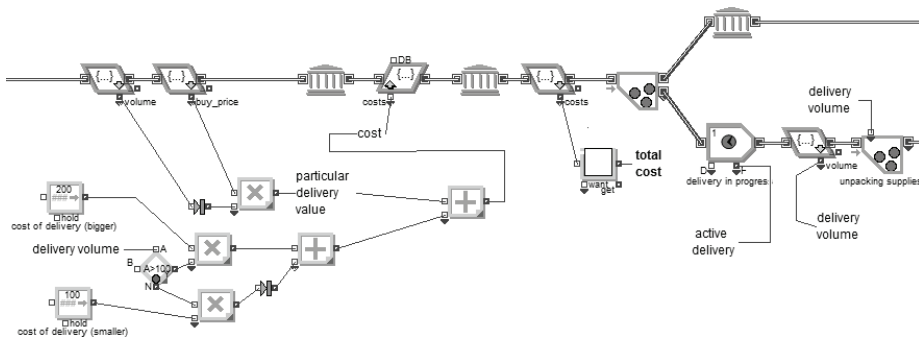 {...}
volume
{...}
buy_price
DB
{...}
costs
{...}
costs
cost
delivery
volume
1
D
F
delivery in progress
{...}
volume
unpacking supplies
total
cost
want
get
particular
delivery
value
200
hold
cost of delivery (bigger)
delivery volume
A
B
A>100
N
100
hold
cost of delivery (smaller)
active
delivery
delivery
volume